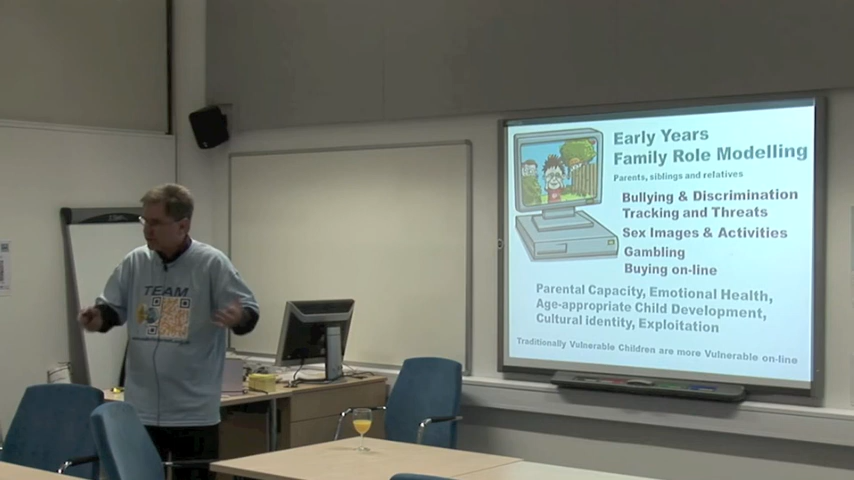 TEAM
Early Years
Family Role Modelling
Parents, siblings and relatives
Bullying & Discrimination
Tracking and Threats
Sex Images & Activities
Gambling
Buying on-line
Parental Capacity, Emotional Health,
Age-appropriate Child Development,
Cultural identity, Exploitation
Traditionally Vulnerable Children are more Vulnerable on-line